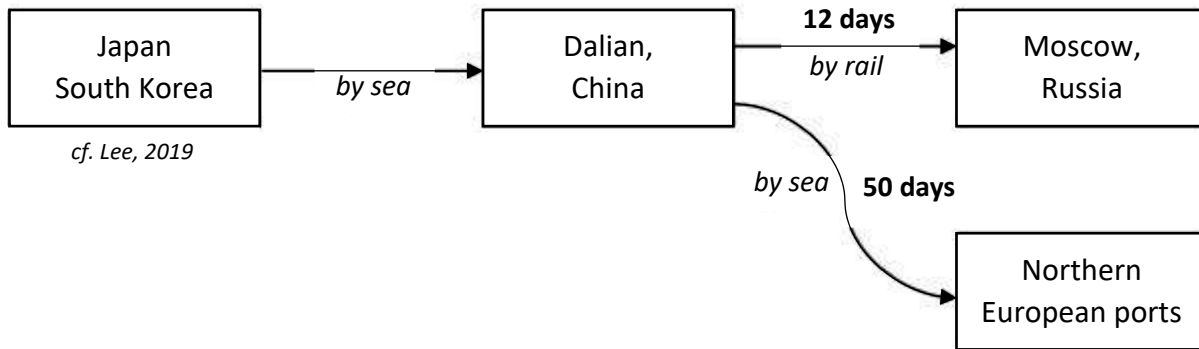 Japan
South Korea
cf. Lee, 2019
by sea
Dalian,
China
12 days
by rail
Moscow,
Russia
by sea
50 days
Northern
European ports